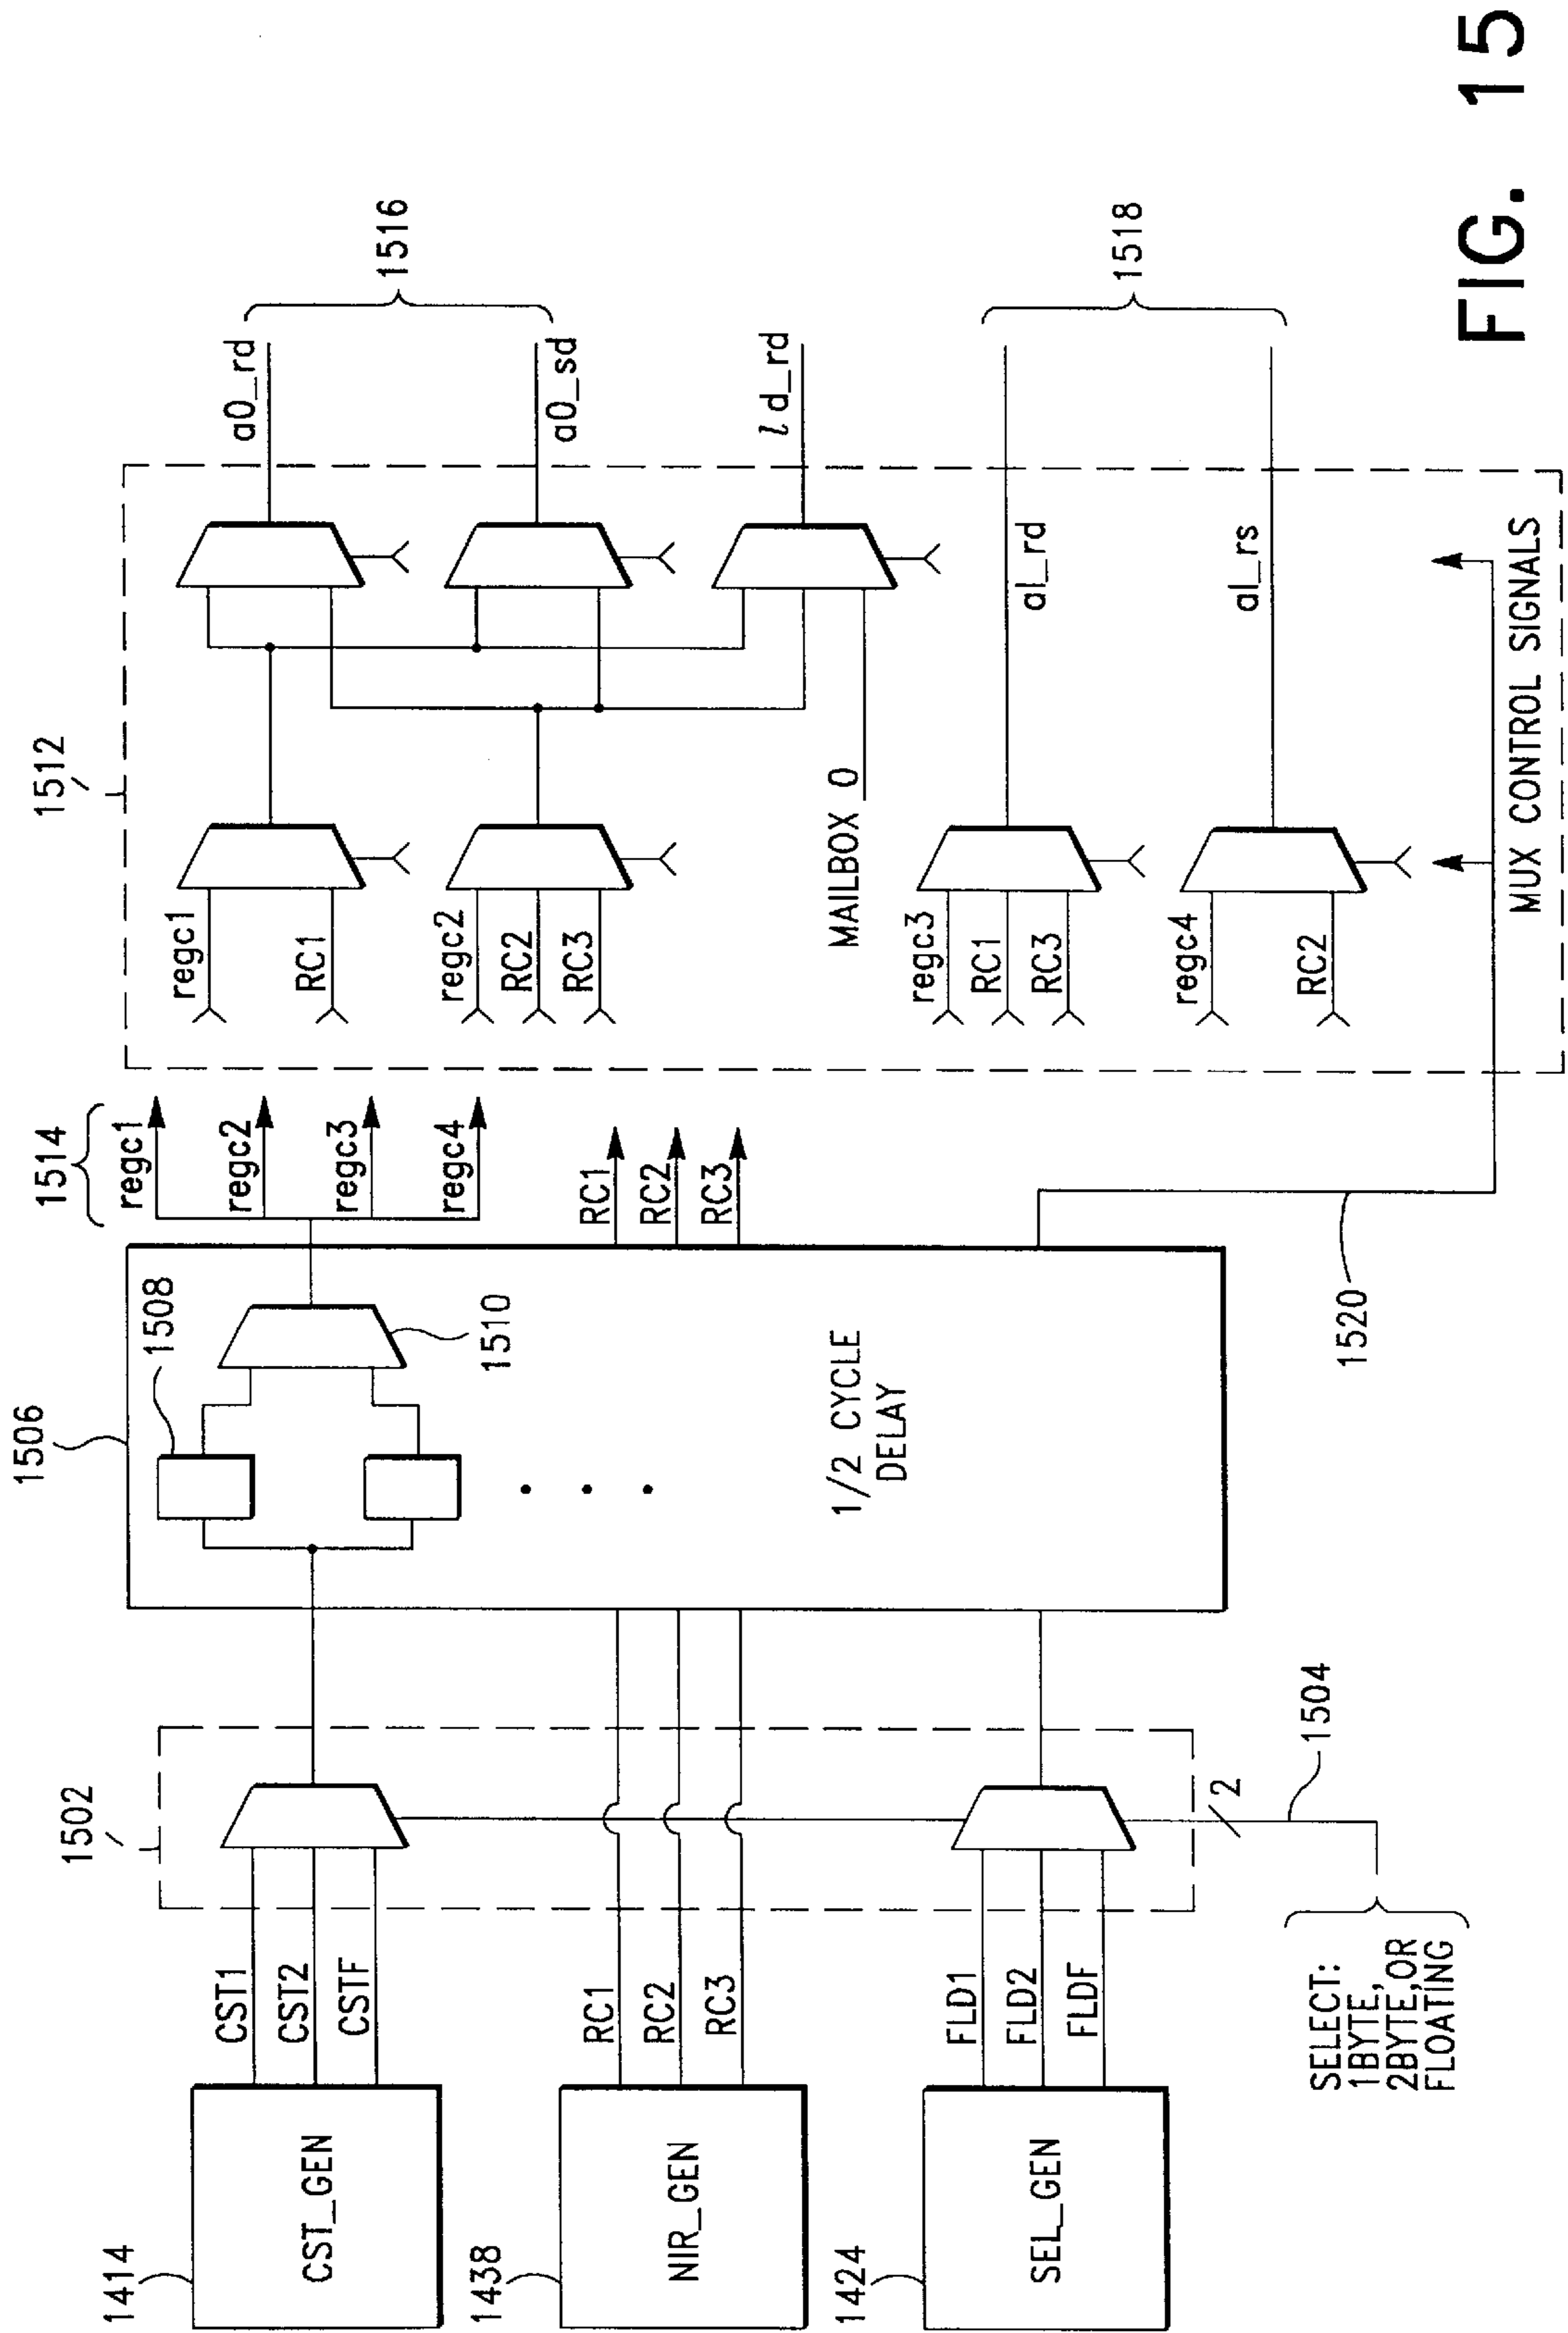 1414
CST_GEN
1438
NIR_GEN
1424
SEL_GEN
CST1
CST2
CSTF
RC1
RC2
RC3
FLD1
FLD2
FLDF
SELECT:
1BYTE,
2BYTE,OR
FLOATING
1502
2
1504
1506
1508
1510
1/2 CYCLE
DELAY
1514
regc1
regc2
regc3
regc4
RC1
RC2
RC3
1520
1512
regc1
RC1
regc2
RC2
RC3
MAILBOX 0
regc3
RC1
RC3
regc4
RC2
MUX CONTROL SIGNALS
a0_rd
a0_sd
ld_rd
al_rd
al_rs
1516
1518
FIG. 15